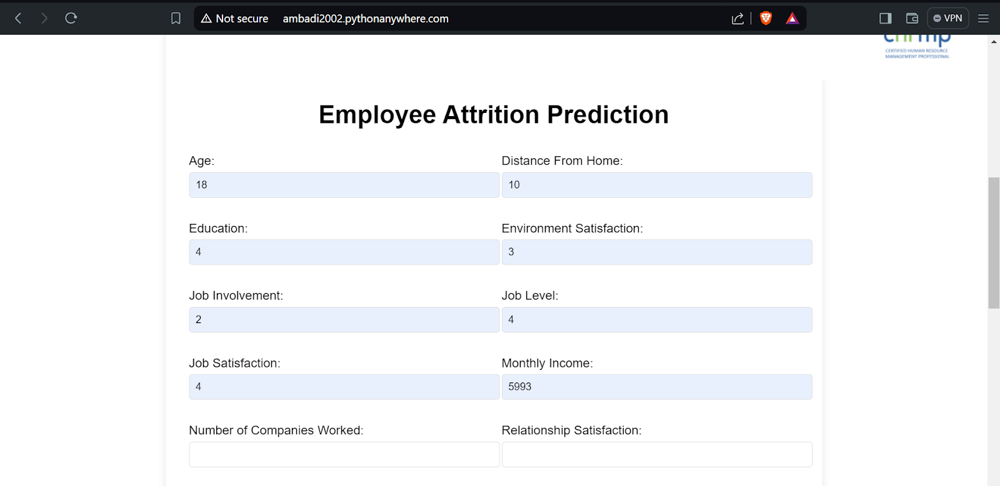 Not secure ambadi2002.pythonanywhere.com VPN
chrmp
CERTIFIED HUMAN RESOURCE
MANAGEMENT PROFESSIONAL
Employee Attrition Prediction
Age: Distance From Home:
18 10
Education: Environment Satisfaction:
4 3
Job Involvement: Job Level:
2 4
Job Satisfaction: Monthly Income:
4 5993
Number of Companies Worked: Relationship Satisfaction: